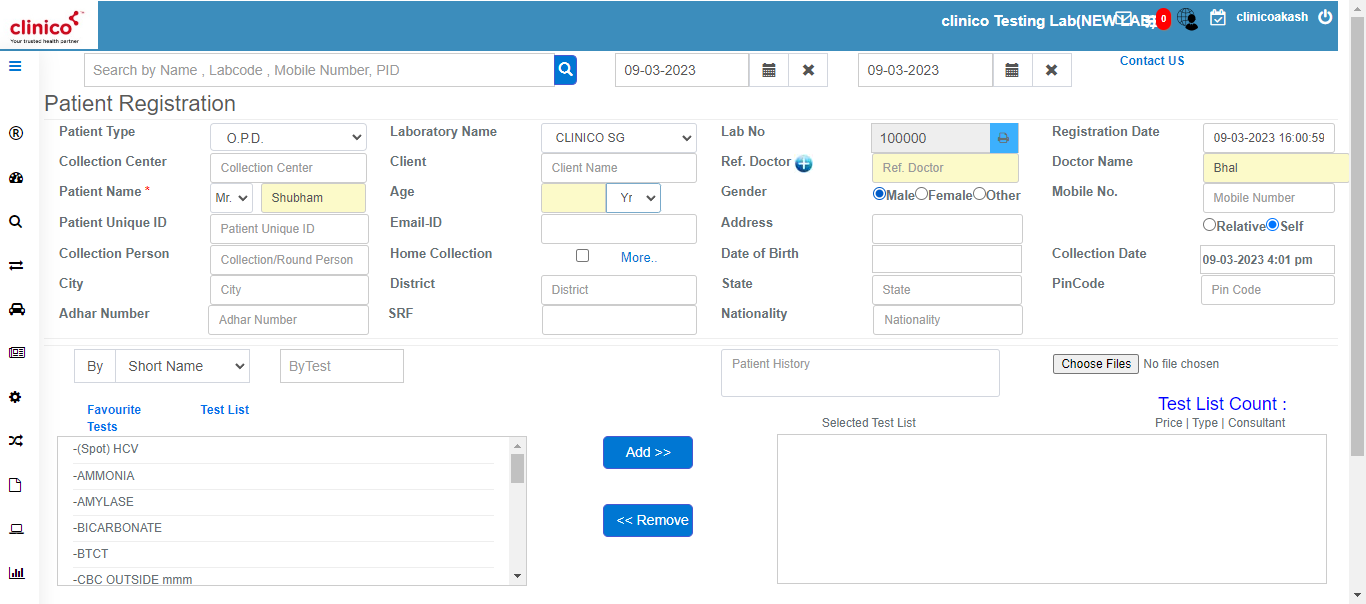 clinico
Your trusted health partner
clinico Testing Lab(NEW LAB)
0
clinicoakash
Search by Name , Labcode , Mobile Number, PID
09-03-2023
09-03-2023
Contact US
Patient Registration
Patient Type O.P.D. Laboratory Name CLINICO SG Lab No 100000 Registration Date 09-03-2023 16:00:59
Collection Center Collection Center Client Client Name Ref. Doctor Ref. Doctor Doctor Name Bhal
Patient Name * Mr. Shubham Age Yr Gender Male Female Other Mobile No. Mobile Number
Patient Unique ID Patient Unique ID Email-ID Address Relative Self
Collection Person Collection/Round Person Home Collection More.. Date of Birth Collection Date 09-03-2023 4:01 pm
City City District District State State PinCode Pin Code
Adhar Number Adhar Number SRF Nationality Nationality
By Short Name ByTest Patient History Choose Files No file chosen
Favourite Tests
Test List
Test List Count :
Selected Test List Price | Type | Consultant
-(Spot) HCV
-AMMONIA
-AMYLASE
-BICARBONATE
-BTCT
-CBC OUTSIDE mmm
Add >>
<< Remove